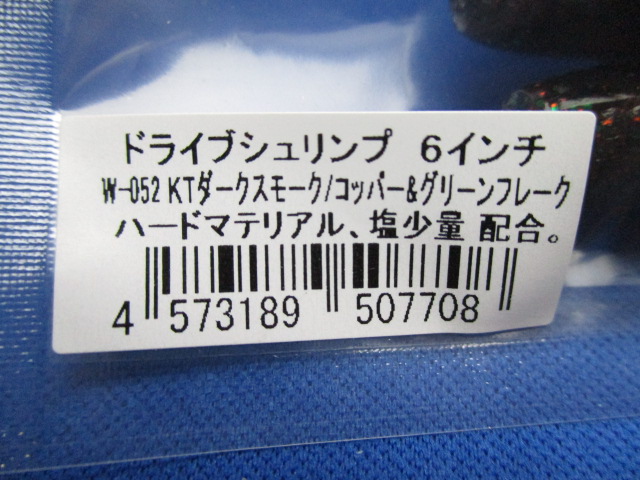 ドライブシュリンプ 6インチ
W-052 KTダークスモーク/コッパー&グリーンフレーク
ハードマテリアル、塩少量 配合。
4 573189 507708